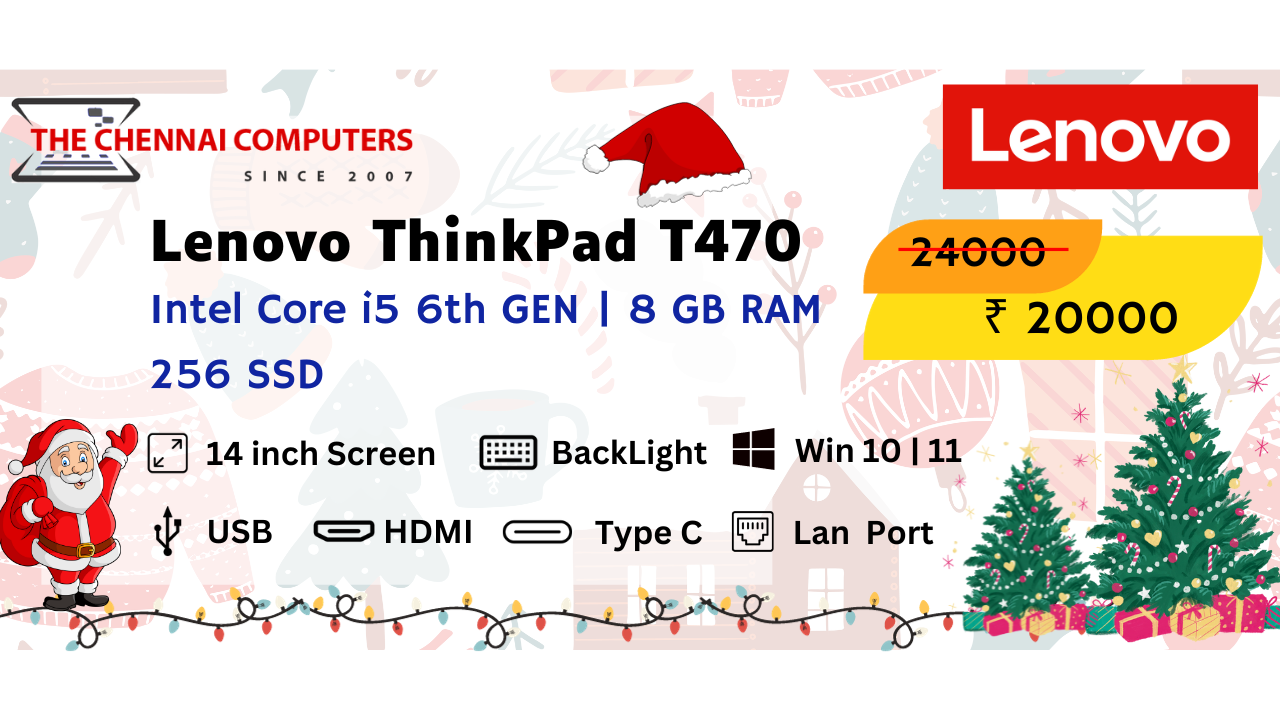 THE CHENNAI COMPUTERS
SINCE 2007
Lenovo
Lenovo ThinkPad T470
24000
₹ 20000
Intel Core i5 6th GEN | 8 GB RAM
256 SSD
14 inch Screen
BackLight
Win 10 | 11
USB
HDMI
Type C
Lan Port